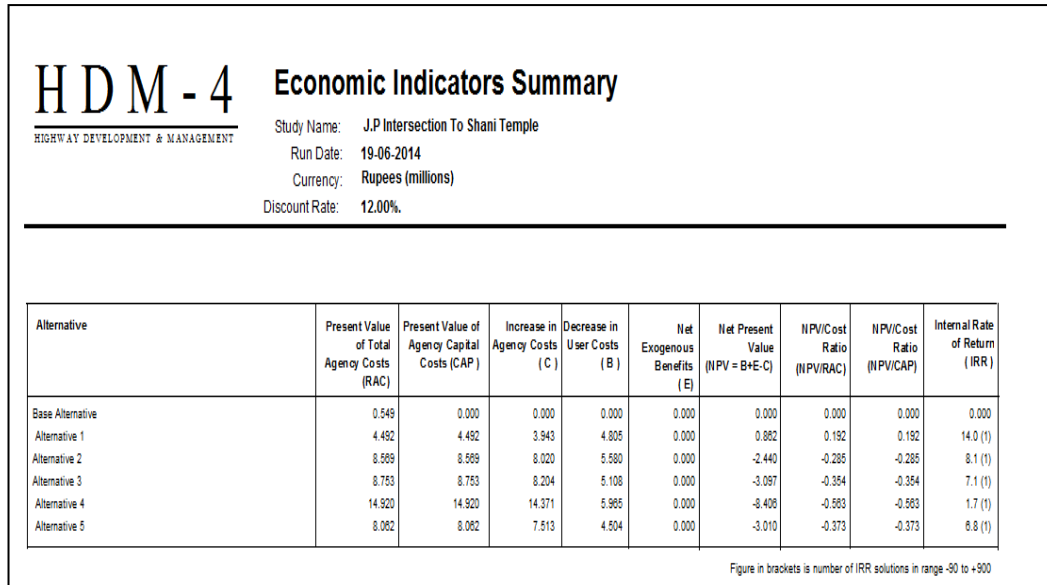 HDM-4
HIGHWAY DEVELOPMENT & MANAGEMENT
Economic Indicators Summary
Study Name: J.P Intersection To Shani Temple
Run Date: 19-06-2014
Currency: Rupees (millions)
Discount Rate: 12.00%.
Alternative Present Value of Total Agency Costs (RAC) Present Value of Agency Capital Costs (CAP) Increase in Agency Costs (C) Decrease in User Costs (B) Net Exogenous Benefits (E) Net Present Value (NPV = B+E-C) NPV/Cost Ratio (NPV/RAC) NPV/Cost Ratio (NPV/CAP) Internal Rate of Return (IRR)
Base Alternative 0.549 0.000 0.000 0.000 0.000 0.000 0.000 0.000 0.000
Alternative 1 4.492 4.492 3.943 4.805 0.000 0.862 0.192 0.192 14.0 (1)
Alternative 2 8.569 8.569 8.020 5.580 0.000 -2.440 -0.285 -0.285 8.1 (1)
Alternative 3 8.753 8.753 8.204 5.108 0.000 -3.097 -0.354 -0.354 7.1 (1)
Alternative 4 14.920 14.920 14.371 5.965 0.000 -8.406 -0.563 -0.563 1.7 (1)
Alternative 5 8.062 8.062 7.513 4.504 0.000 -3.010 -0.373 -0.373 6.8 (1)
Figure in brackets is number of IRR solutions in range -90 to +900